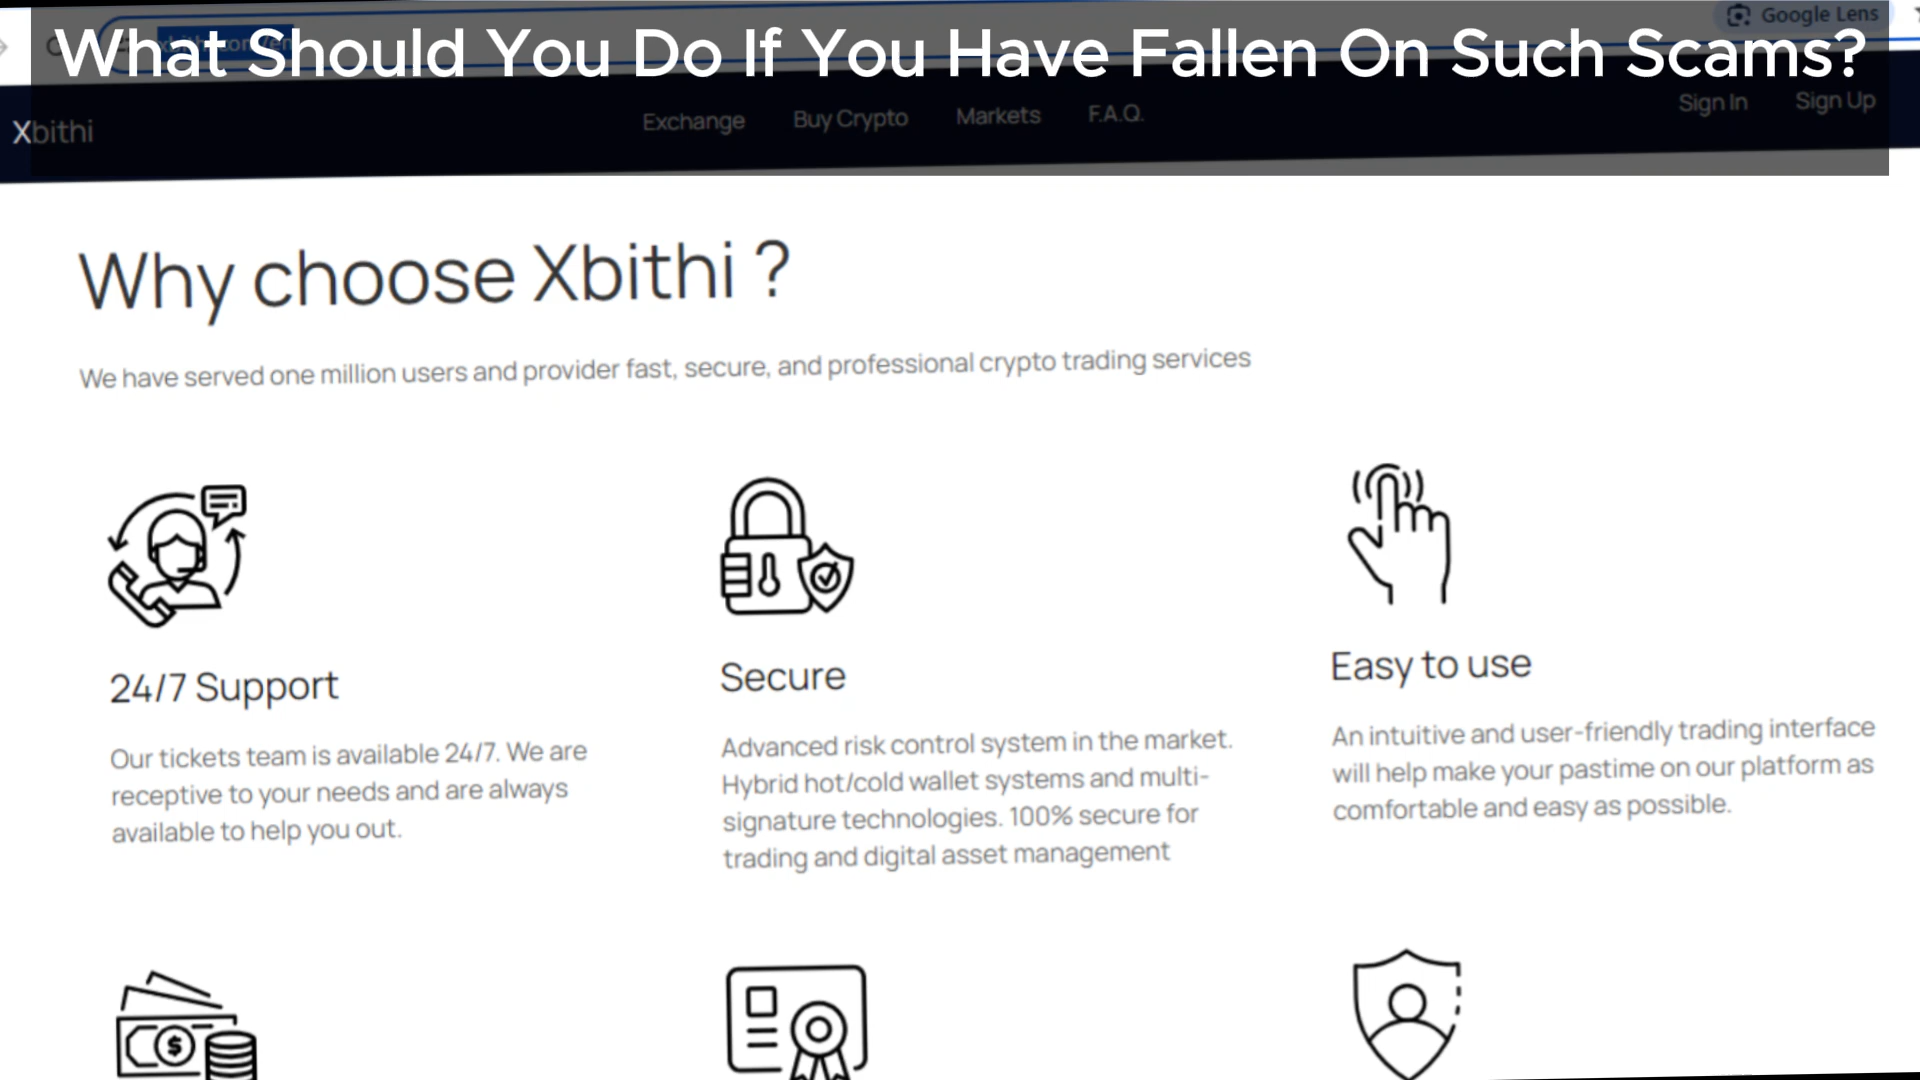 Google Lens
What Should You Do If You Have Fallen On Such Scams?
Xbithi
Exchange
Buy Crypto
Markets
F.A.Q.
Sign In
Sign Up
Why choose Xbithi ?
We have served one million users and provider fast, secure, and professional crypto trading services
24/7 Support
Our tickets team is available 24/7. We are
receptive to your needs and are always
available to help you out.
Secure
Advanced risk control system in the market.
Hybrid hot/cold wallet systems and multi-
signature technologies. 100% secure for
trading and digital asset management
Easy to use
An intuitive and user-friendly trading interface
will help make your pastime on our platform as
comfortable and easy as possible.